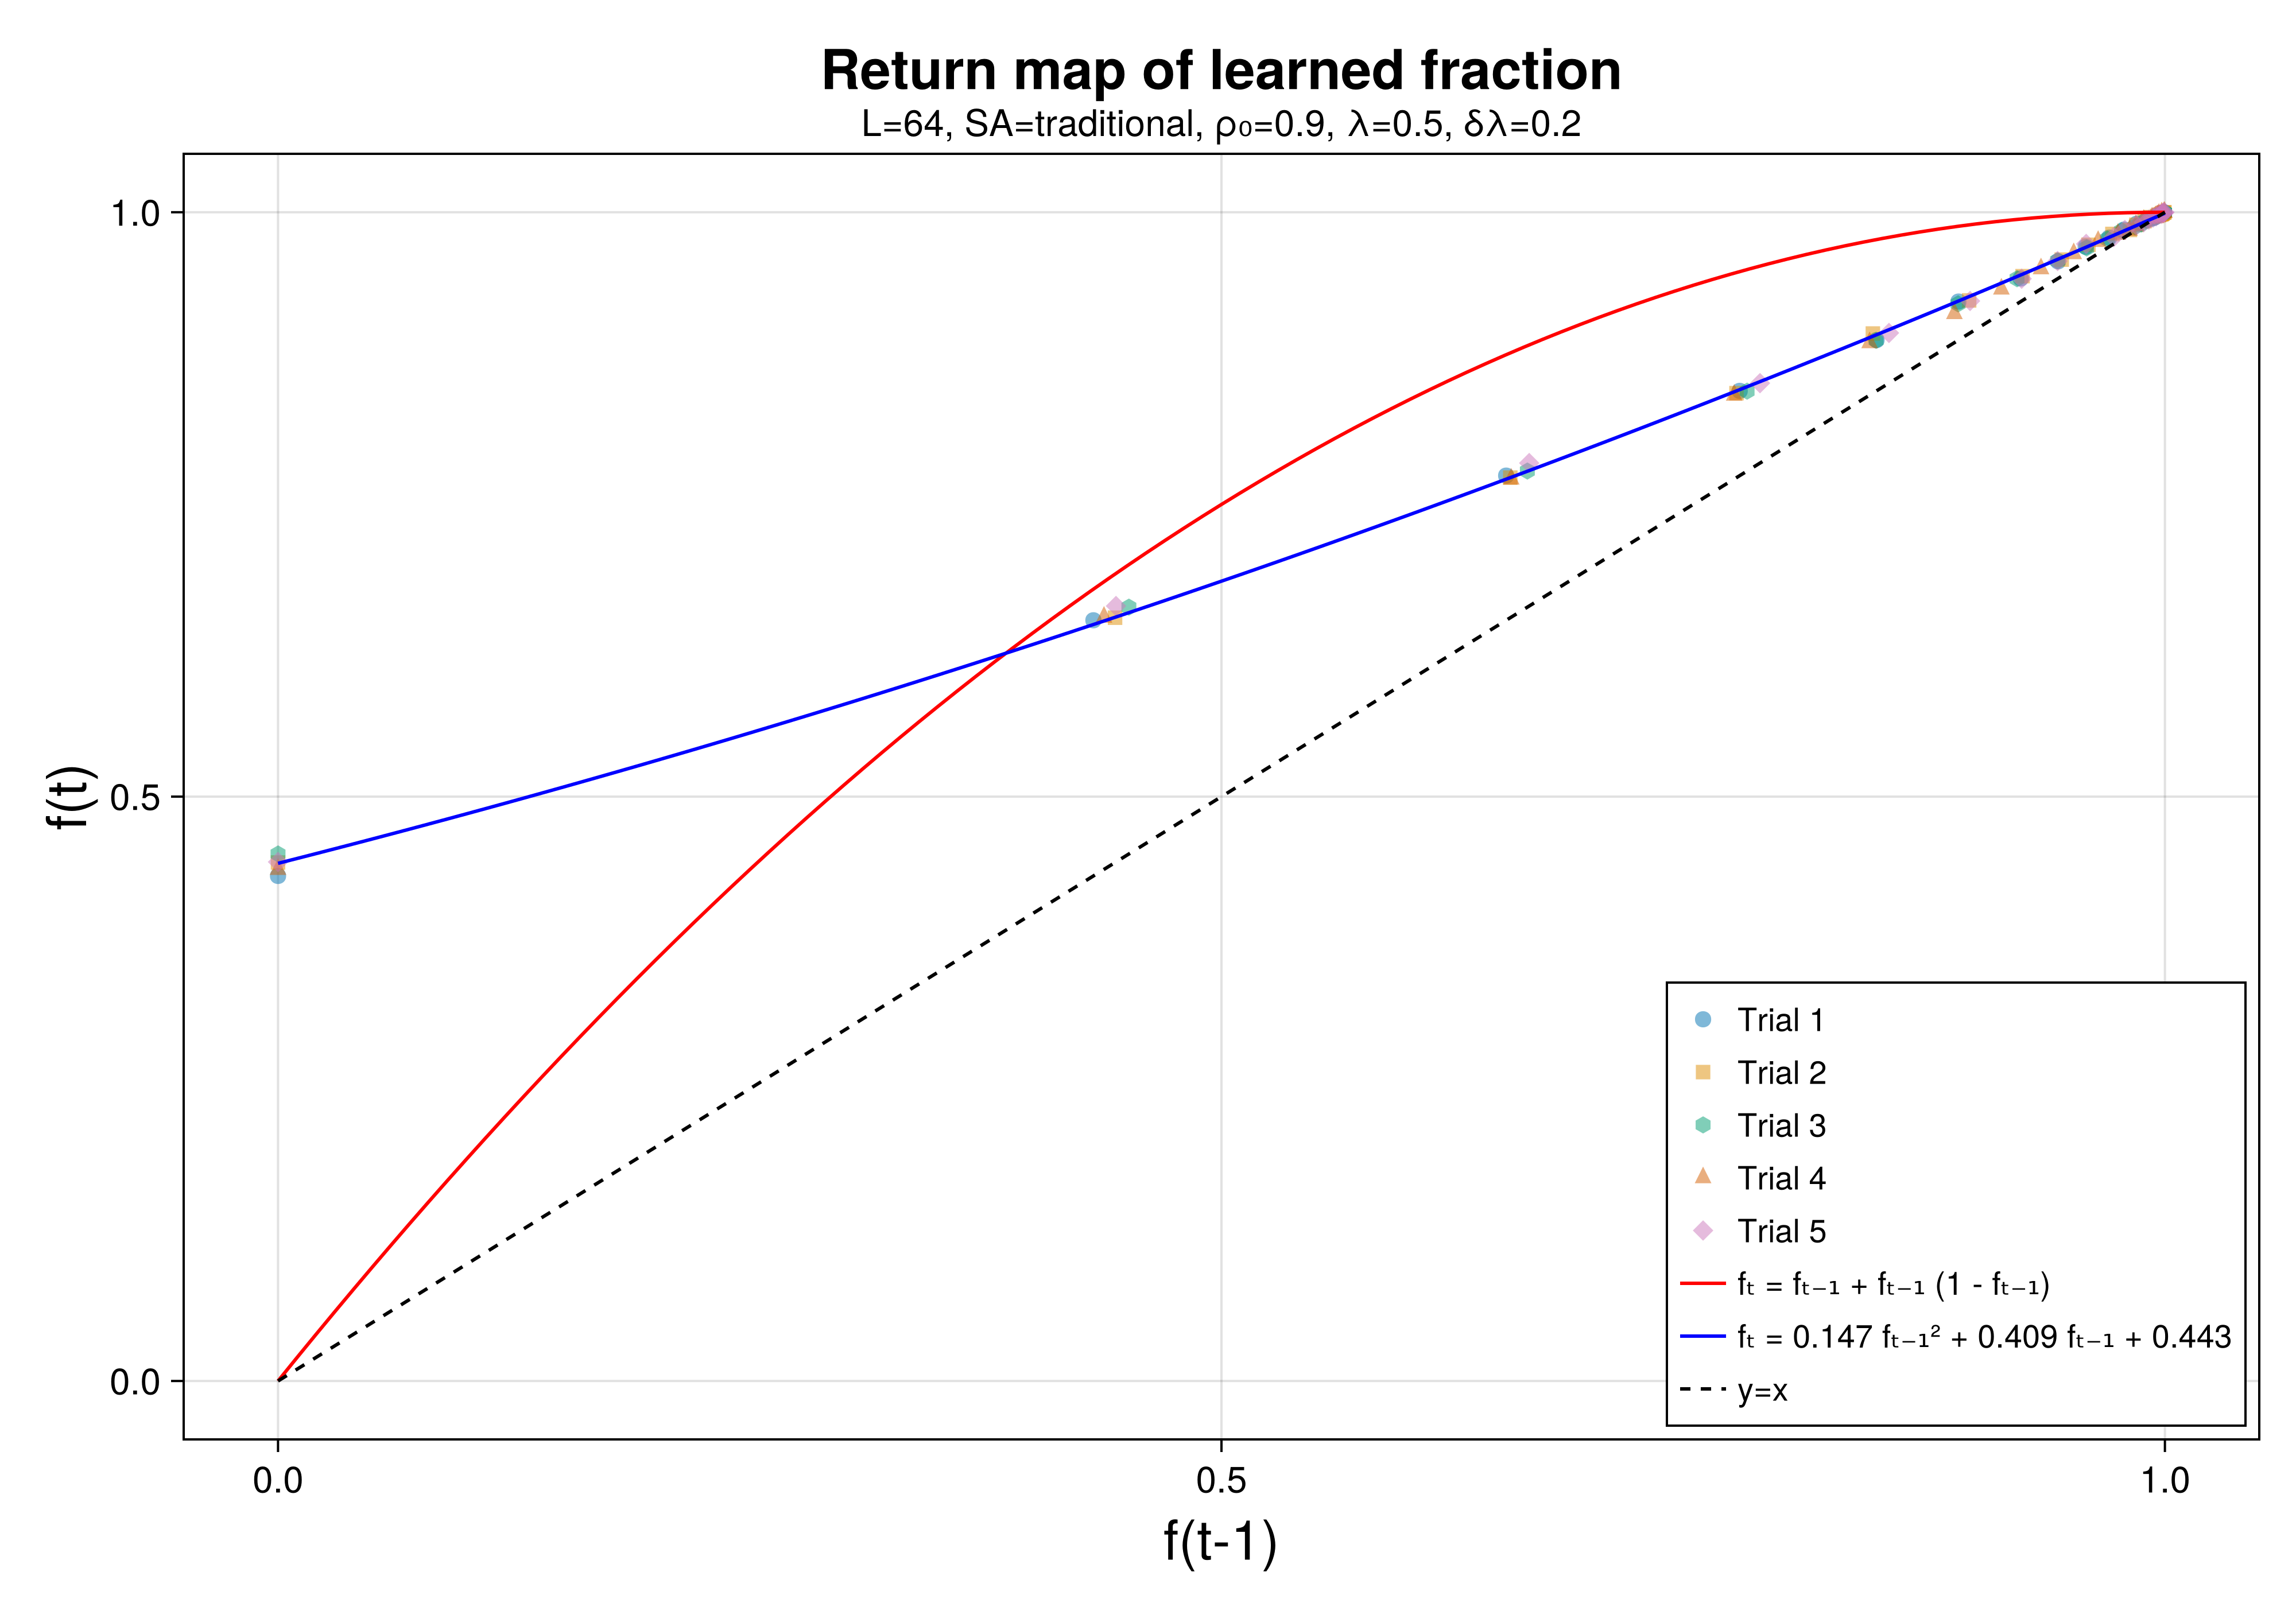 Return map of learned fraction
L=64, SA=traditional, ρ₀=0.9, λ=0.5, δλ=0.2
f(t)
1.0
0.5
0.0
0.0
0.5
1.0
f(t-1)
Trial 1
Trial 2
Trial 3
Trial 4
Trial 5
fₜ = fₜ₋₁ + fₜ₋₁ (1 - fₜ₋₁)
fₜ = 0.147 fₜ₋₁² + 0.409 fₜ₋₁ + 0.443
y=x